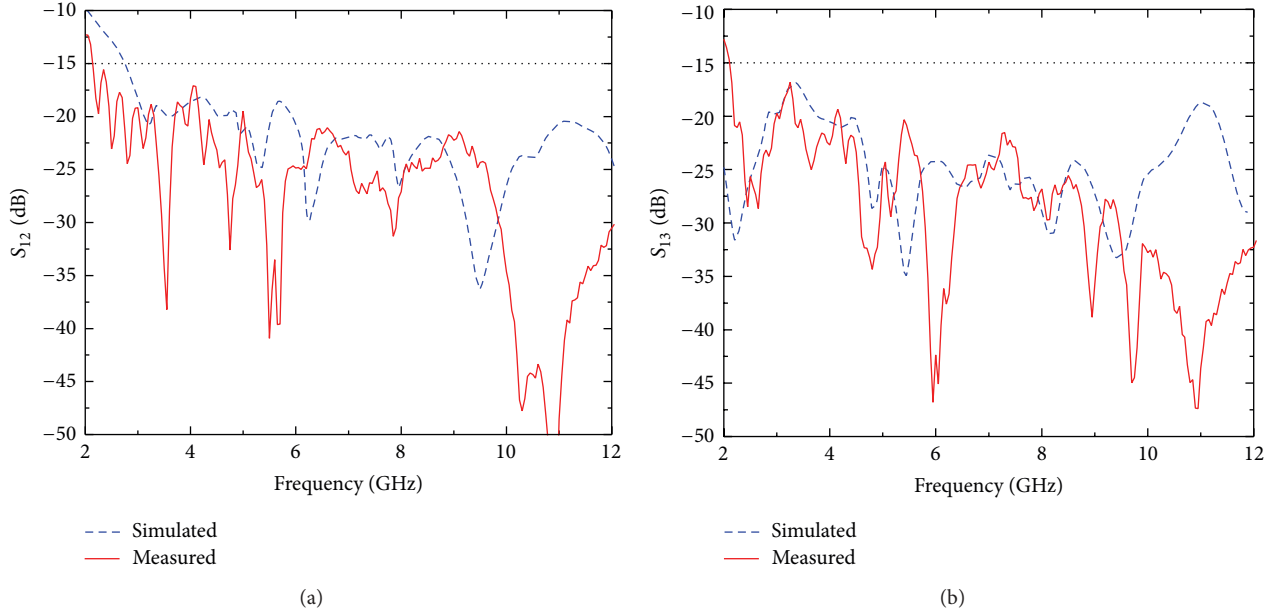 −10
−15
−20
−25
−30
−35
−40
−45
−50
S12 (dB)
2 4 6 8 10 12
Frequency (GHz)
Simulated
Measured
(a)
−10
−15
−20
−25
−30
−35
−40
−45
−50
S13 (dB)
2 4 6 8 10 12
Frequency (GHz)
Simulated
Measured
(b)